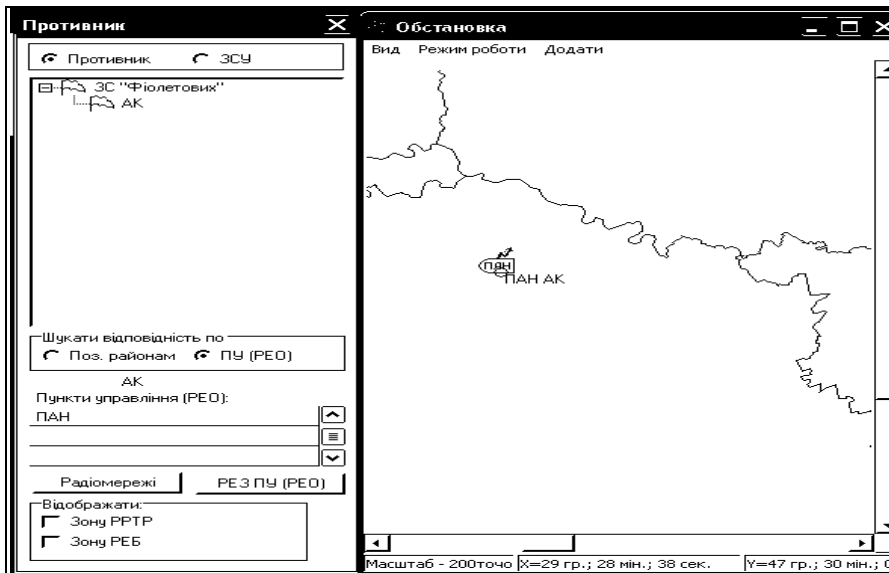 Противник
Противник ЗСУ
ЗС "Фіолетових"
АК
Шукати відповідність по
Поз. районам ПУ (РЕО)
АК
Пункти управління (РЕО):
ПАН
Радіомережі РЕЗ ПУ (РЕО)
Відображати:
Зону РРТР
Зону РЕБ
Обстановка
Вид Режим роботи Додати
ПАН
ПАН АК
Масштаб - 200точо X=29 гр.; 28 мін.; 38 сек. Y=47 гр.; 30 мін.;